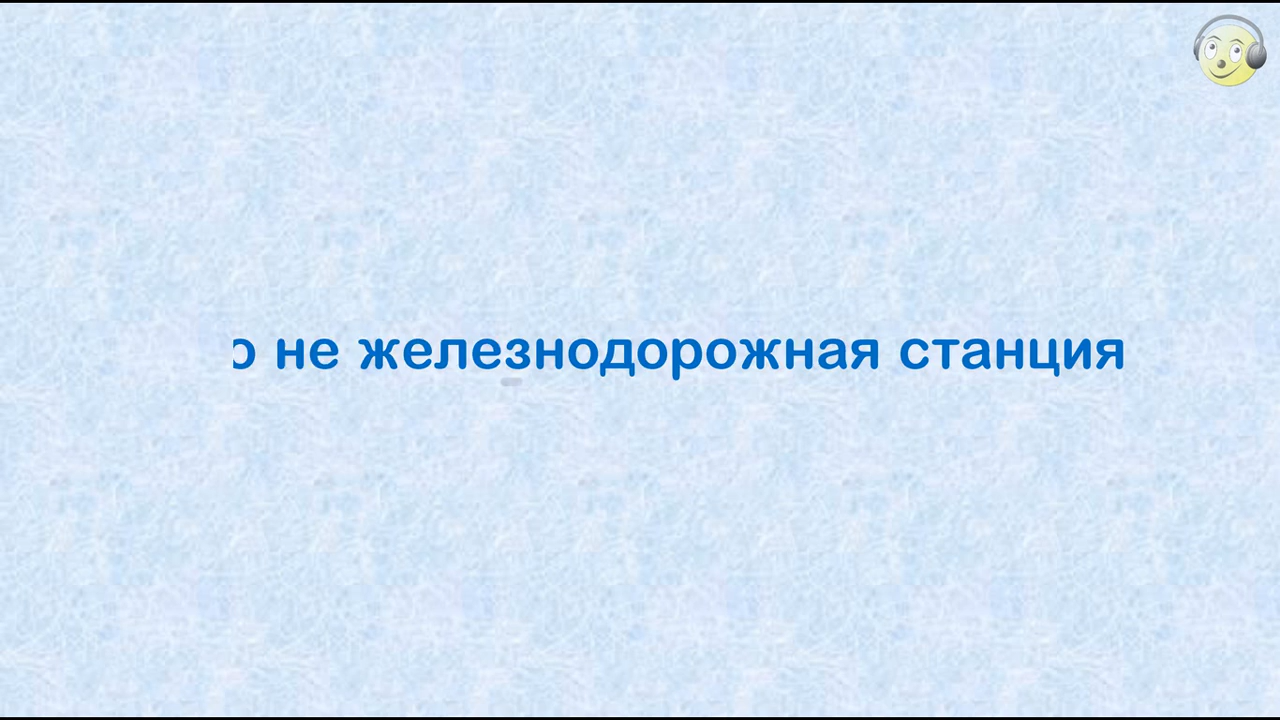 не железнодорожная станция